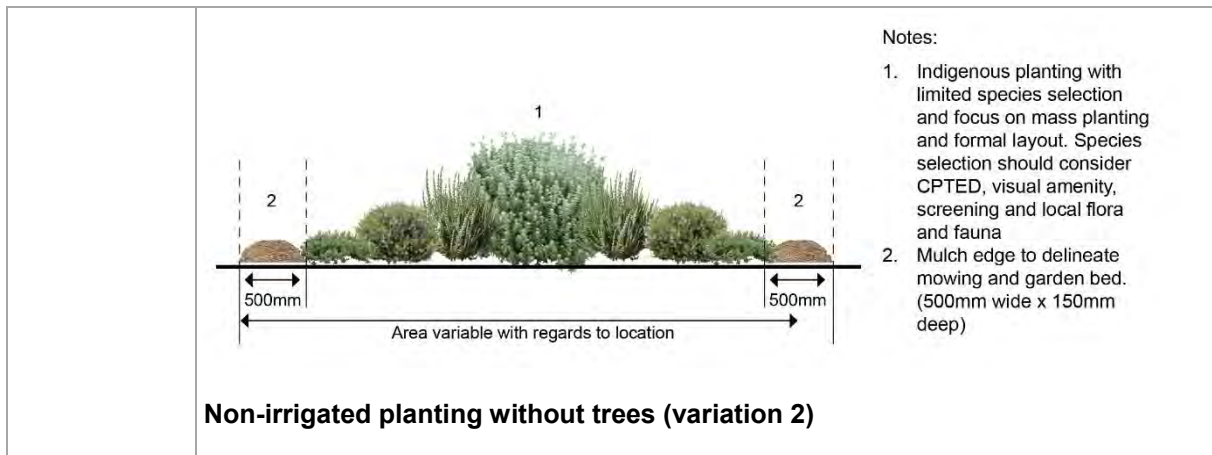 1
2
2
500mm
500mm
Area variable with regards to location
Notes:
1. Indigenous planting with
limited species selection
and focus on mass planting
and formal layout. Species
selection should consider
CPTED, visual amenity,
screening and local flora
and fauna
2. Mulch edge to delineate
mowing and garden bed.
(500mm wide x 150mm
deep)
Non-irrigated planting without trees (variation 2)